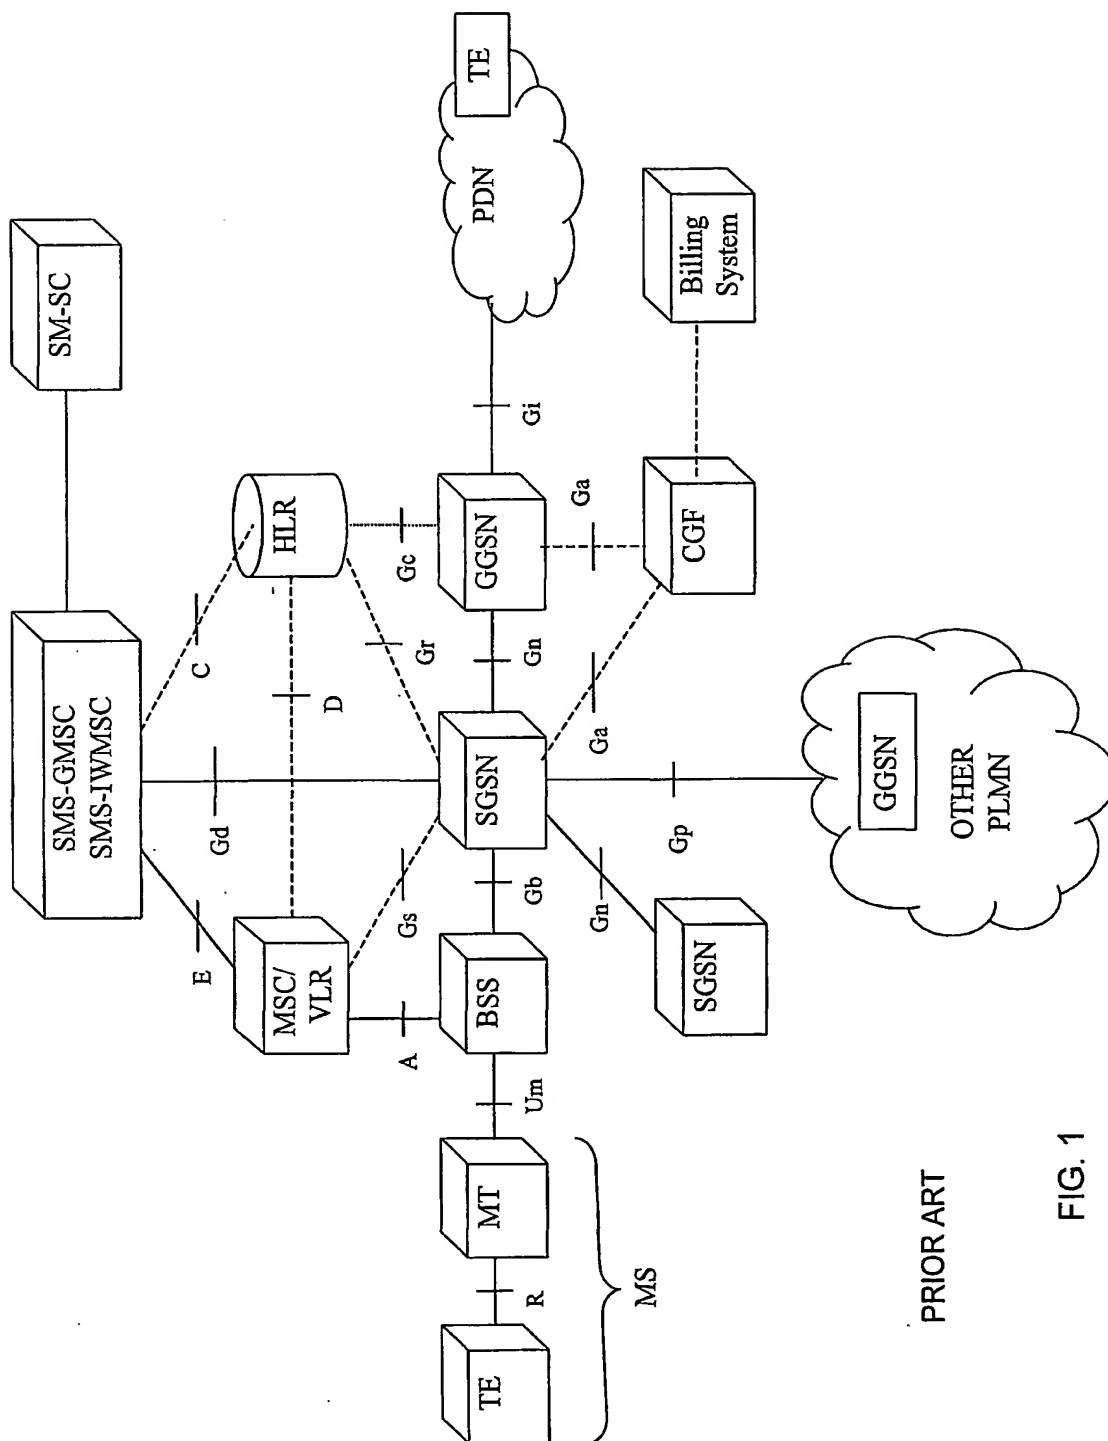 SM-SC
SMS-GMSC
SMS-IWMSC
C
E
Gd
HLR
D
MSC/
VLR
Gs
Gr
Gc
A
TE
PDN
Gi
GGSN
Gn
SGSN
Gb
BSS
Um
MT
R
TE
MS
Ga
Ga
CGF
Billing
System
Gn
SGSN
Gp
GGSN
OTHER
PLMN
PRIOR ART
FIG. 1